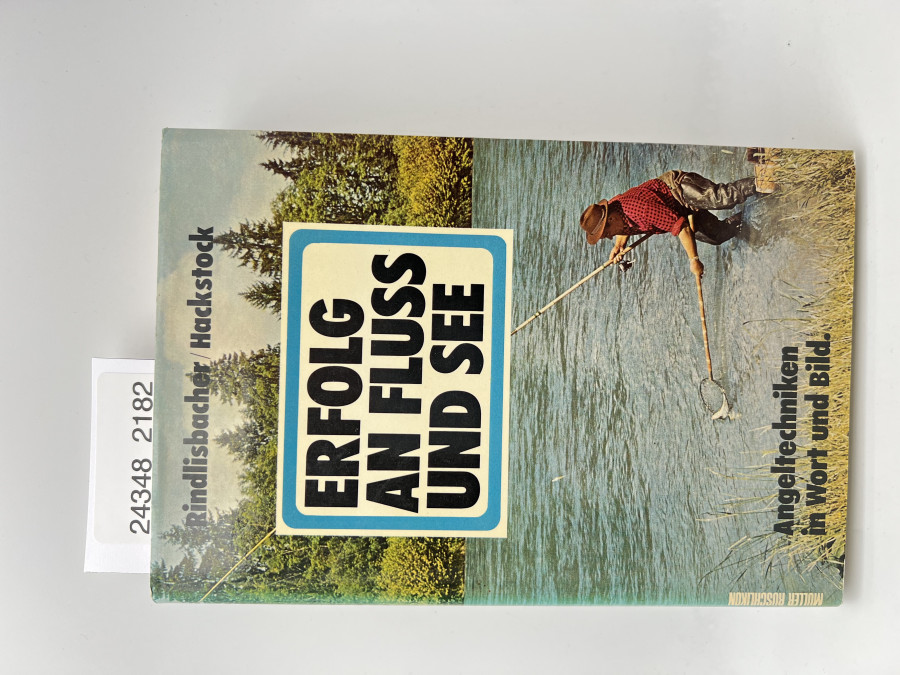 24348 2182
Rindlisbacher/Hackstock
ERFOLG
AN FLUSS
UND SEE
Angeltechniken
in Wort und Bild.
MÜLLER RÜSCHLIKON